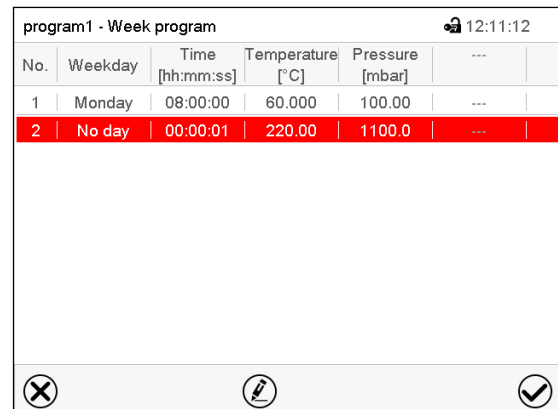 program1 - Week program 12:11:12
No. Weekday Time [hh:mm:ss] Temperature [°C] Pressure [mbar] ---
1 Monday 08:00:00 60.000 100.00 ---
2 No day 00:00:01 220.00 1100.0 ---